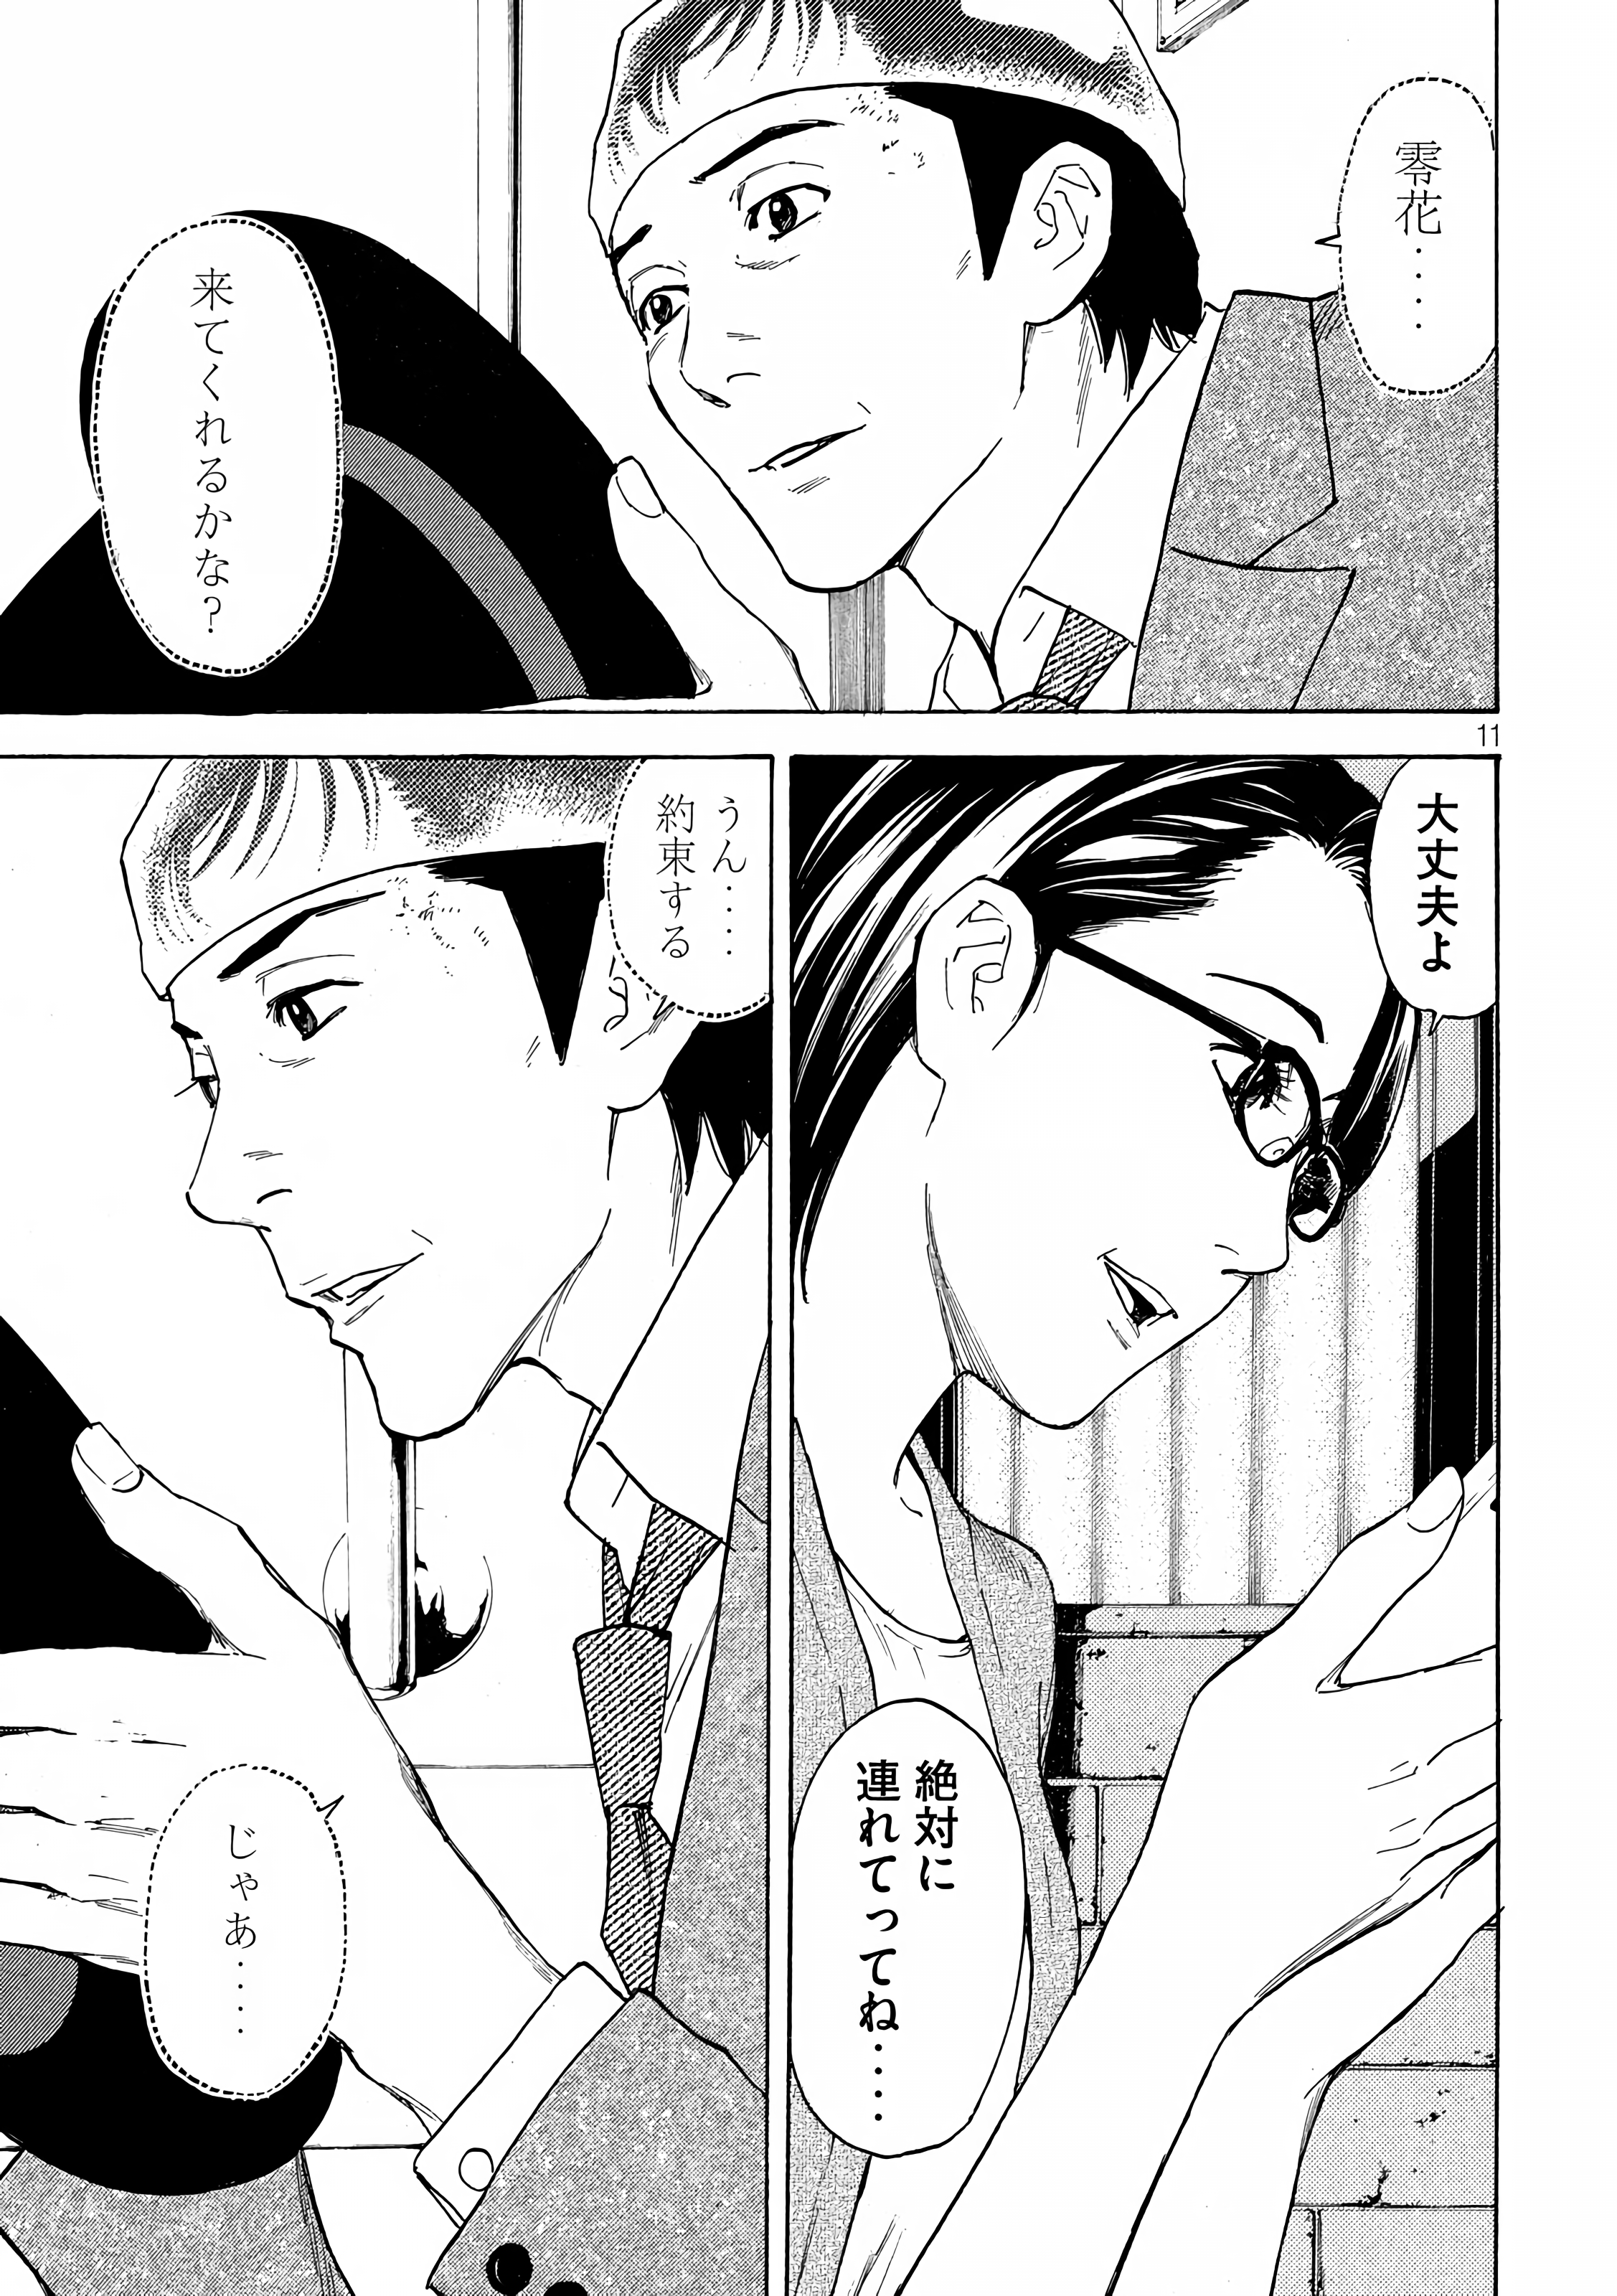 零花‥‥
来てくれるかな?
11
大丈夫よ
絶対に
連れてってね‥‥
うん‥‥
約束する
じゃあ‥‥